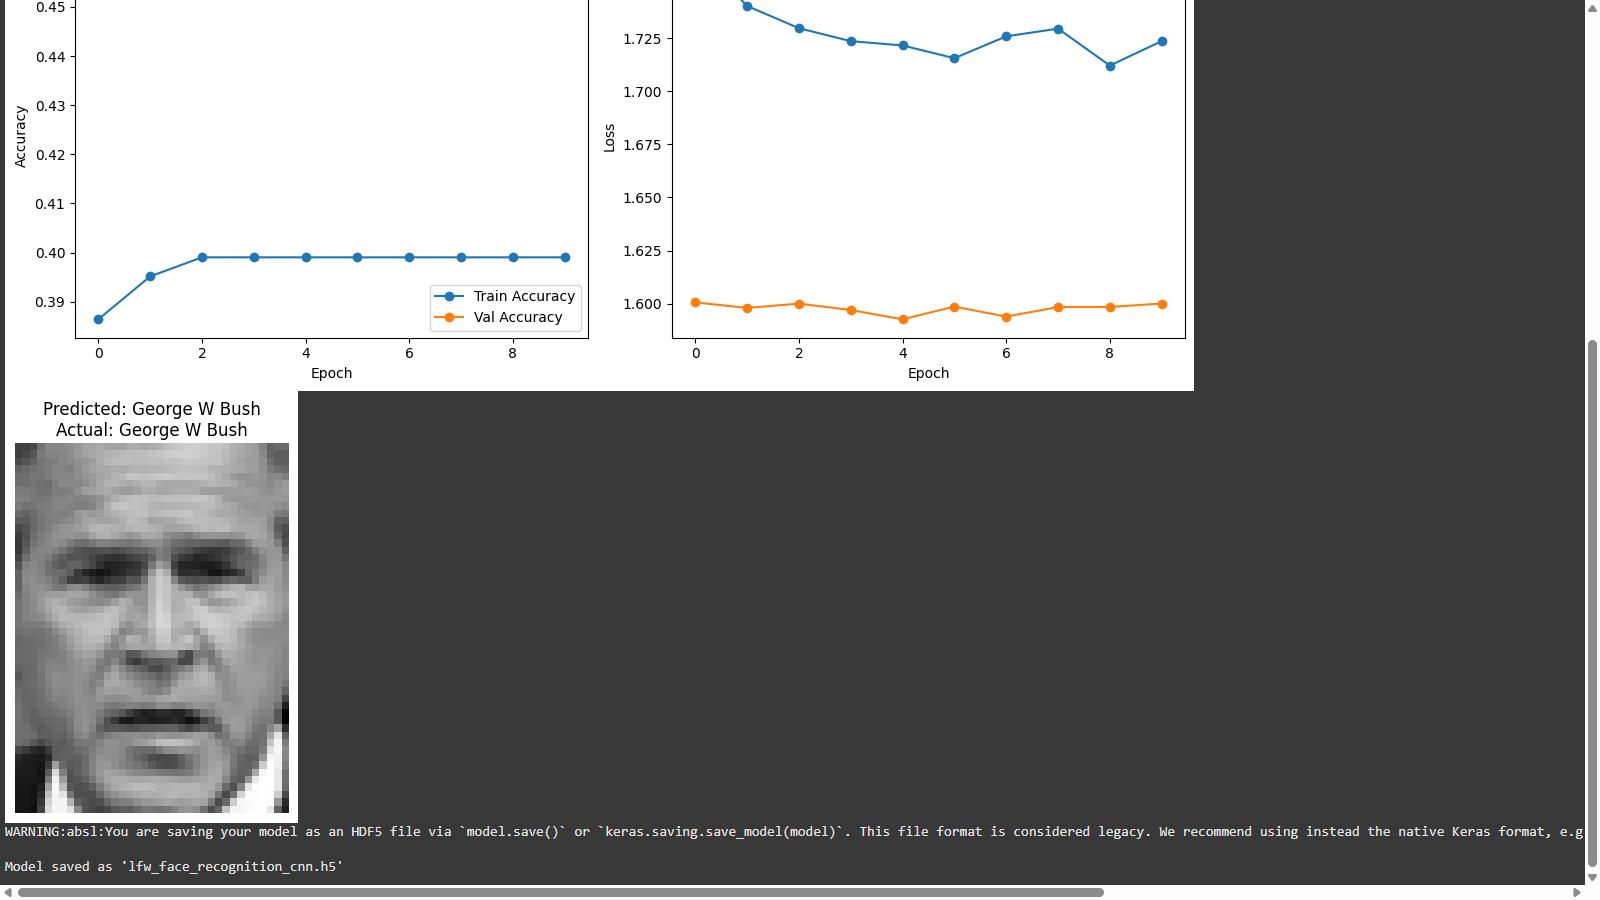 0.45
0.44
0.43
0.42
0.41
0.40
0.39
Accuracy
Train Accuracy
Val Accuracy
0 2 4 6 8
Epoch
1.725
1.700
1.675
1.650
1.625
1.600
Loss
0 2 4 6 8
Epoch
Predicted: George W Bush
Actual: George W Bush
WARNING:absl:You are saving your model as an HDF5 file via `model.save()` or `keras.saving.save_model(model)`. This file format is considered legacy. We recommend using instead the native Keras format, e.g
Model saved as 'lfw_face_recognition_cnn.h5'